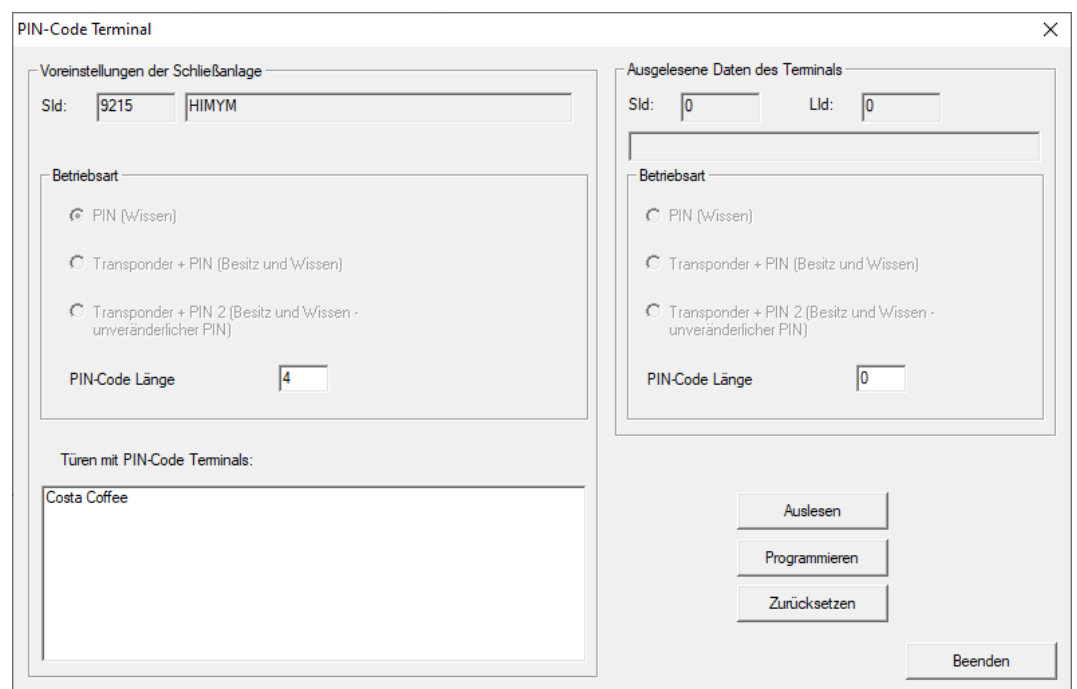 PIN-Code Terminal
Voreinstellungen der Schließanlage
SId: 9215 HIMYM
Betriebsart
PIN (Wissen)
Transponder + PIN (Besitz und Wissen)
Transponder + PIN 2 (Besitz und Wissen -
unveränderlicher PIN)
PIN-Code Länge 4
Türen mit PIN-Code Terminals:
Costa Coffee
Ausgelesene Daten des Terminals
SId: 0 LId: 0
Betriebsart
PIN (Wissen)
Transponder + PIN (Besitz und Wissen)
Transponder + PIN 2 (Besitz und Wissen -
unveränderlicher PIN)
PIN-Code Länge 0
Auslesen
Programmieren
Zurücksetzen
Beenden